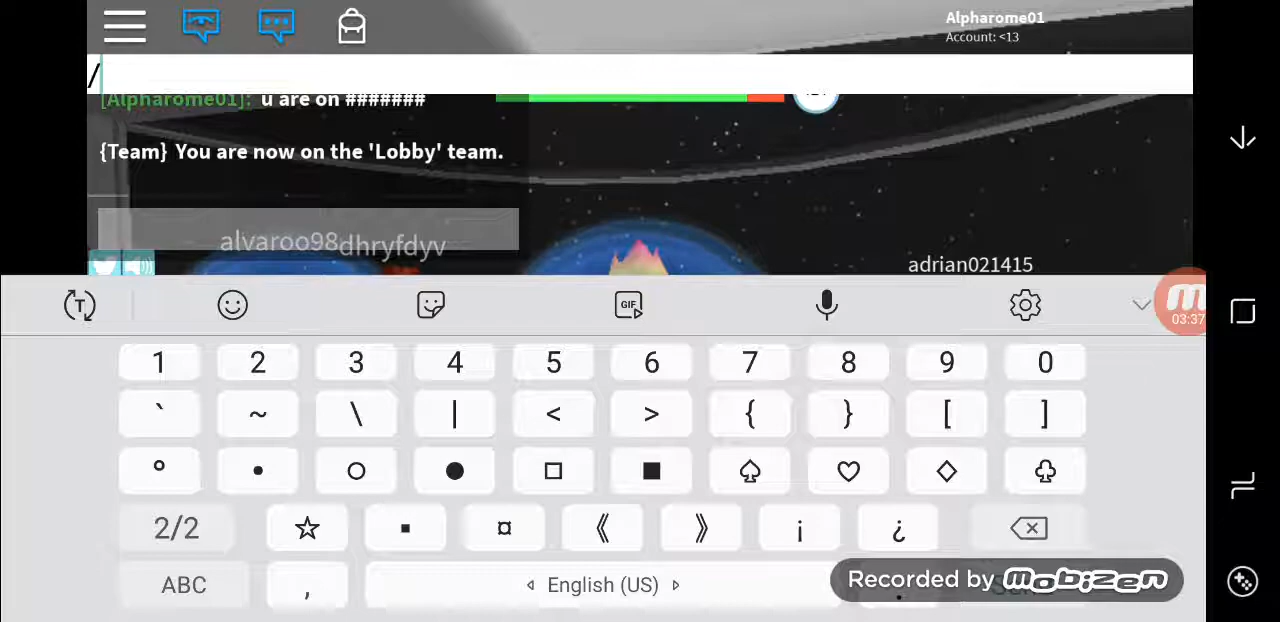 Alpharome01
Account: <13
/
[Alpharome01]: u are on #######
{Team} You are now on the 'Lobby' team.
alvaroo98dhryfdyv
adrian021415
T
GIF
03:37
1 2 3 4 5 6 7 8 9 0
` ~ \ | < > { } [ ]
° • ○ ● □ ■ ♤ ♡ ◇ ♧
2/2 ☆ ▪ ¤ 《 》 ¡ ¿
ABC , English (US) .
Recorded by mobizen